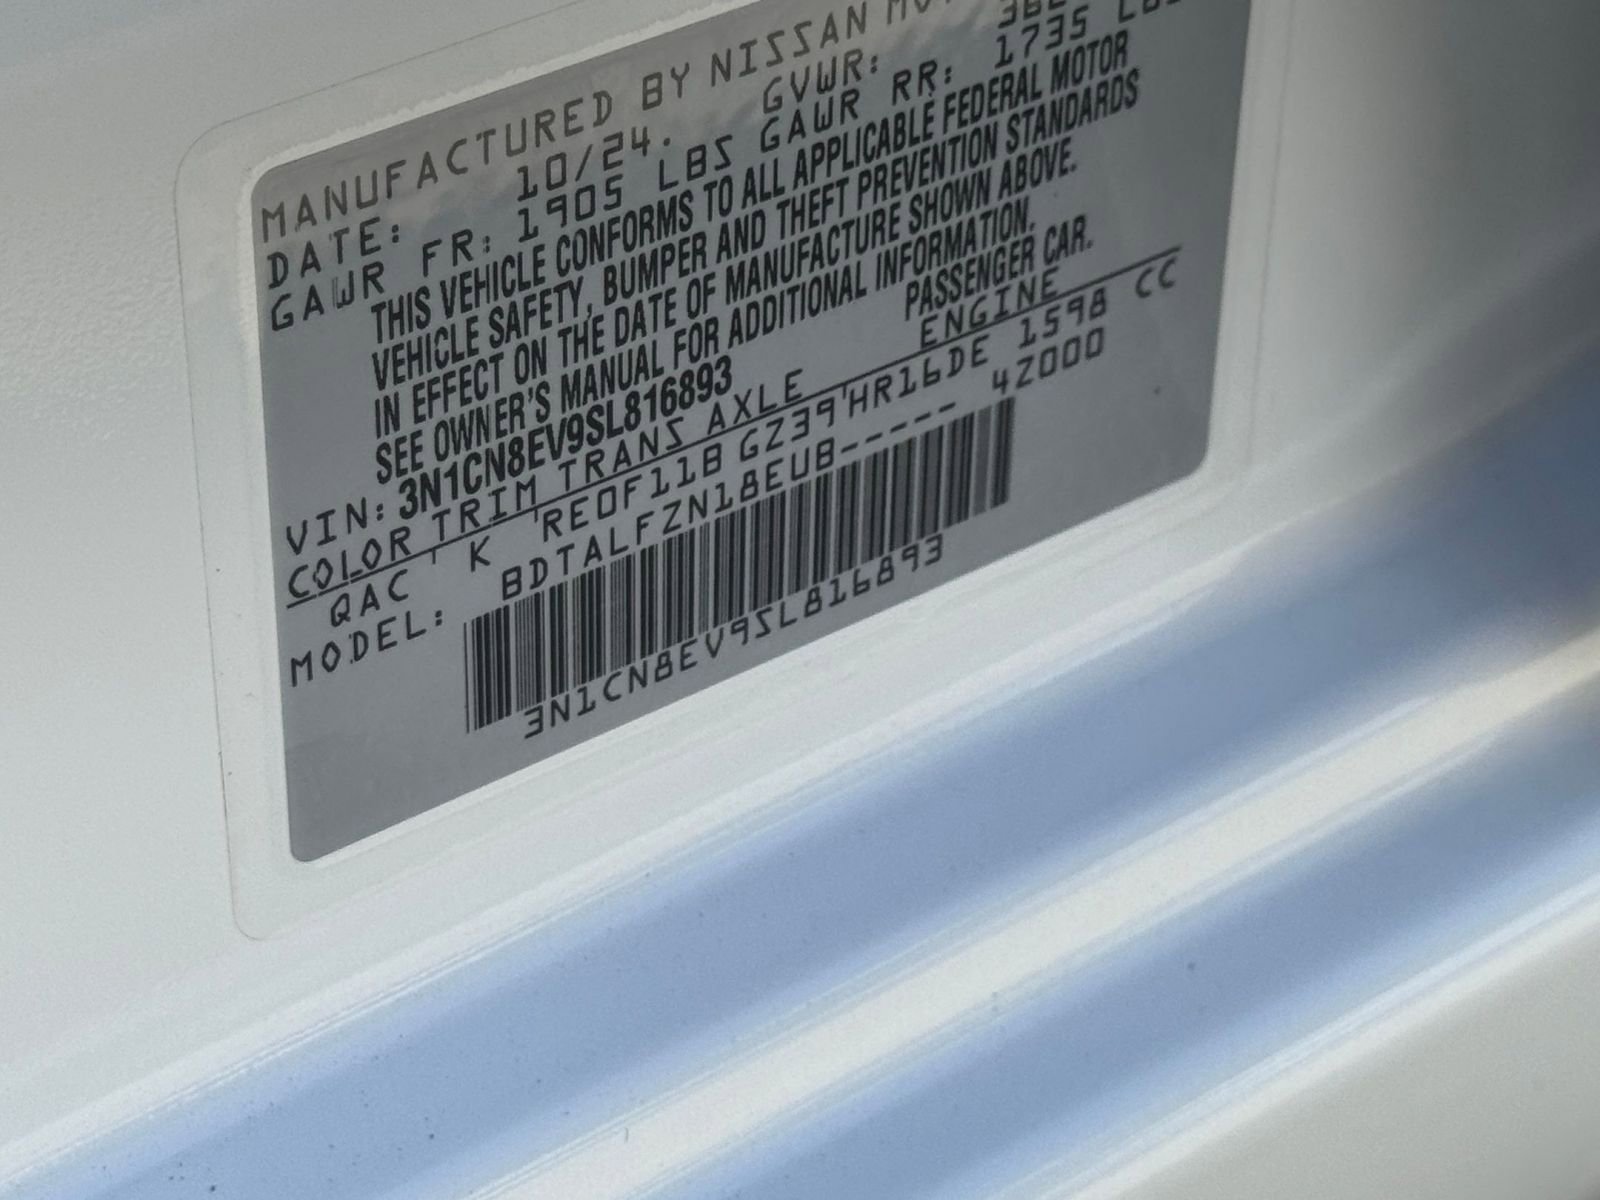 MANUFACTURED BY NISSAN
DATE: 10/24. GVWR:
GAWR FR: 1905 LBS GAWR RR: 1735 LBS
THIS VEHICLE CONFORMS TO ALL APPLICABLE FEDERAL MOTOR
VEHICLE SAFETY, BUMPER AND THEFT PREVENTION STANDARDS
IN EFFECT ON THE DATE OF MANUFACTURE SHOWN ABOVE.
SEE OWNER'S MANUAL FOR ADDITIONAL INFORMATION.
VIN: 3N1CN8EV9SL816893 PASSENGER CAR.
COLOR TRIM TRANS AXLE ENGINE
QAC K RE0F11B GZ39 HR16DE 1598 CC
MODEL: BDTALFZN18EUB----- 4Z000
3N1CN8EV9SL816893